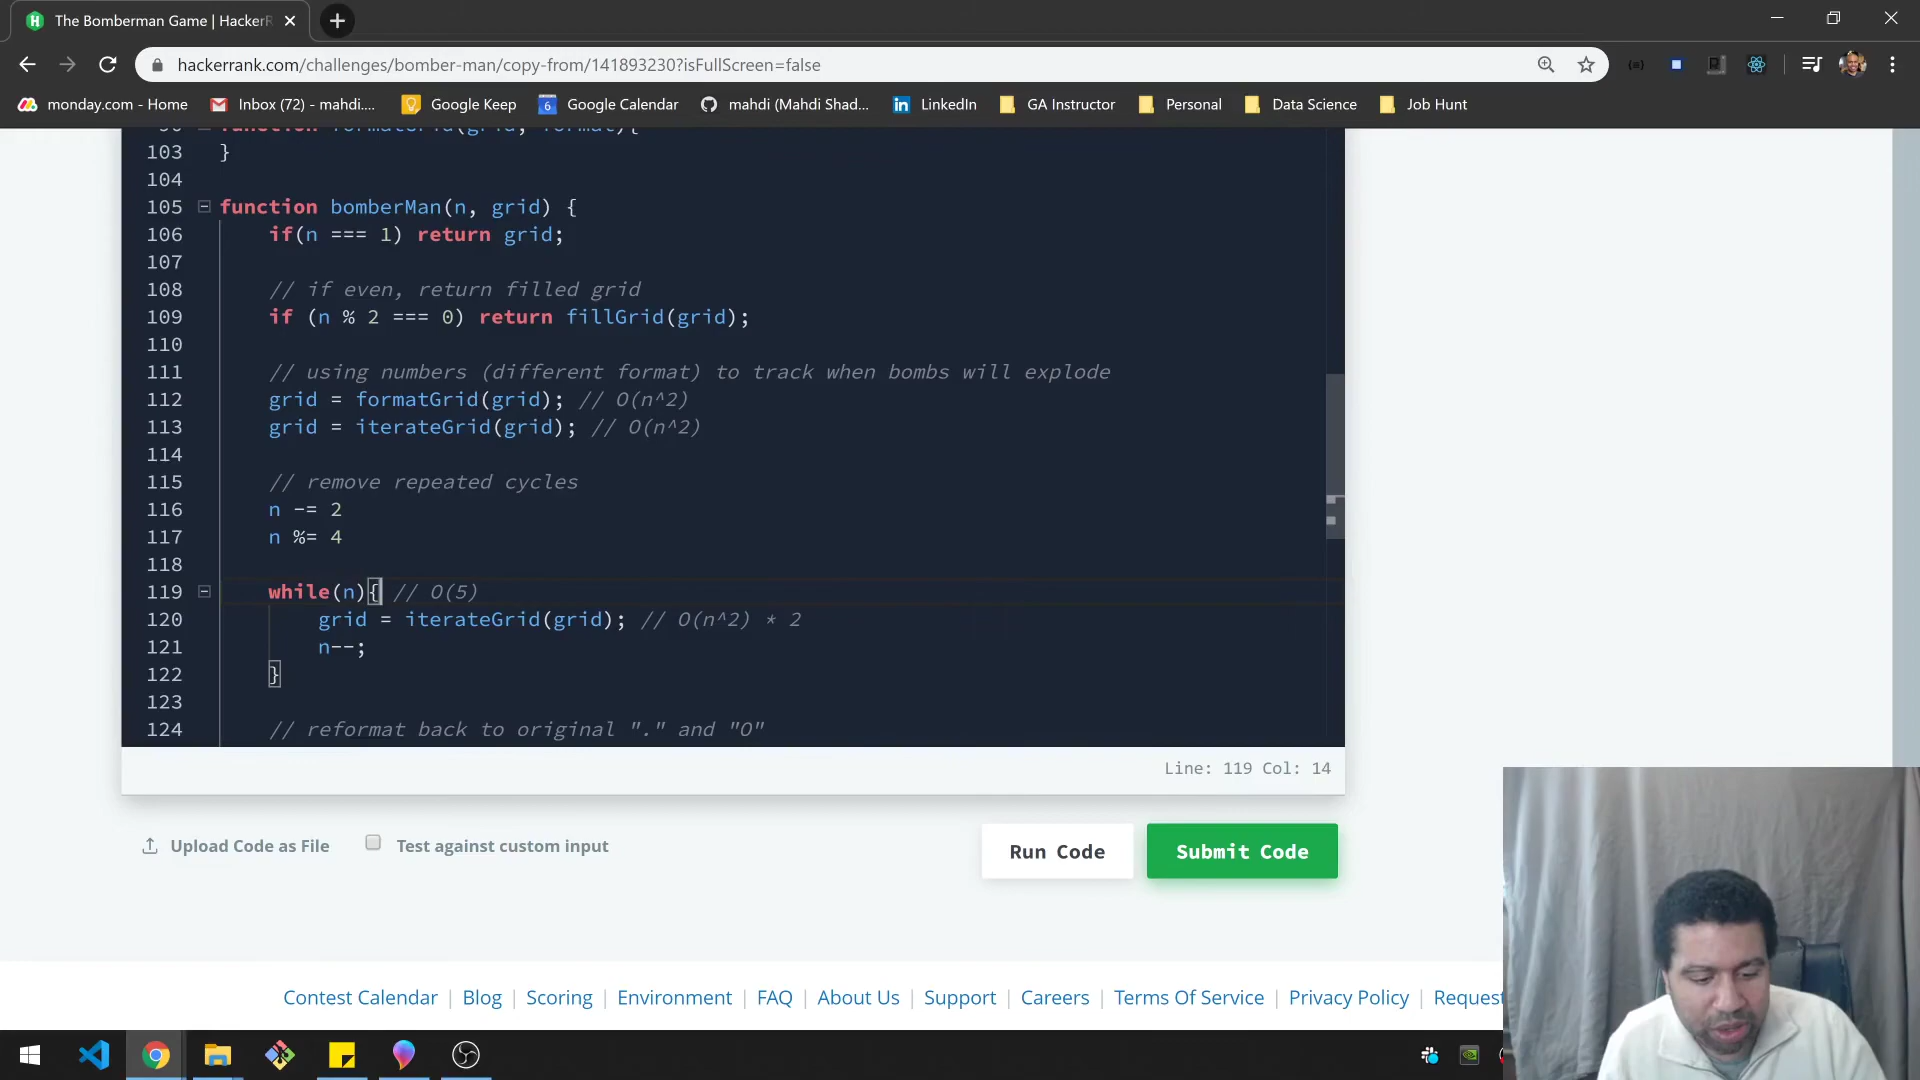 The Bomberman Game | HackerR
hackerrank.com/challenges/bomber-man/copy-from/141893230?isFullScreen=false
monday.com - Home
Inbox (72) - mahdi....
Google Keep
Google Calendar
mahdi (Mahdi Shad...
LinkedIn
GA Instructor
Personal
Data Science
Job Hunt
103 }
104
105 function bomberMan(n, grid) {
106 if(n === 1) return grid;
107
108 // if even, return filled grid
109 if (n % 2 === 0) return fillGrid(grid);
110
111 // using numbers (different format) to track when bombs will explode
112 grid = formatGrid(grid); // O(n^2)
113 grid = iterateGrid(grid); // O(n^2)
114
115 // remove repeated cycles
116 n -= 2
117 n %= 4
118
119 while(n){ // O(5)
120 grid = iterateGrid(grid); // O(n^2) * 2
121 n--;
122 }
123
124 // reformat back to original "." and "O"
Line: 119 Col: 14
Upload Code as File
Test against custom input
Run Code
Submit Code
Contest Calendar | Blog | Scoring | Environment | FAQ | About Us | Support | Careers | Terms Of Service | Privacy Policy | Request